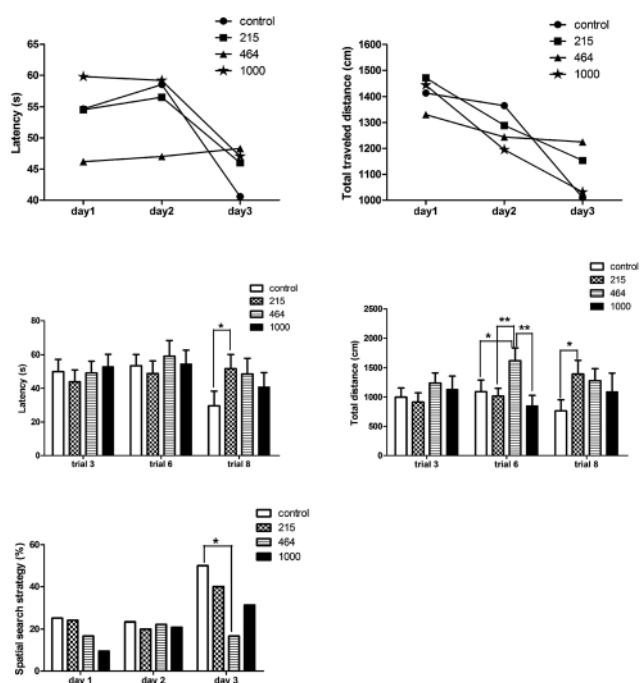 control
215
464
1000
Latency (s)
65
60
55
50
45
40
day1 day2 day3
control
215
464
1000
Total traveled distance (cm)
1600
1500
1400
1300
1200
1100
1000
day1 day2 day3
control
215
464
1000
Latency (s)
80
60
40
20
0
*
trial 3 trial 6 trial 8
control
215
464
1000
Total distance (cm)
2500
2000
1500
1000
500
0
* ** **
*
trial 3 trial 6 trial 8
control
215
464
1000
Spatial search strategy (%)
60
40
20
0
*
day 1 day 2 day 3